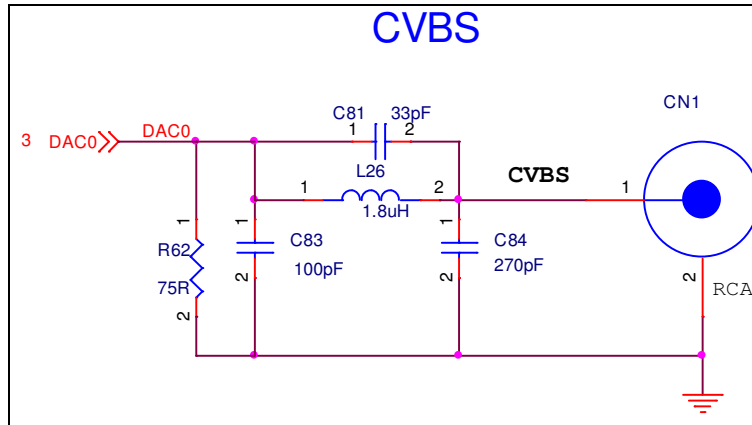 CVBS
C81 33pF
CN1
3 DAC0 DAC0
1 2
L26
1 2 CVBS 1
1.8uH
1 1 1
R62 C83 C84
75R 100pF 270pF
2 2 2 2 RCA